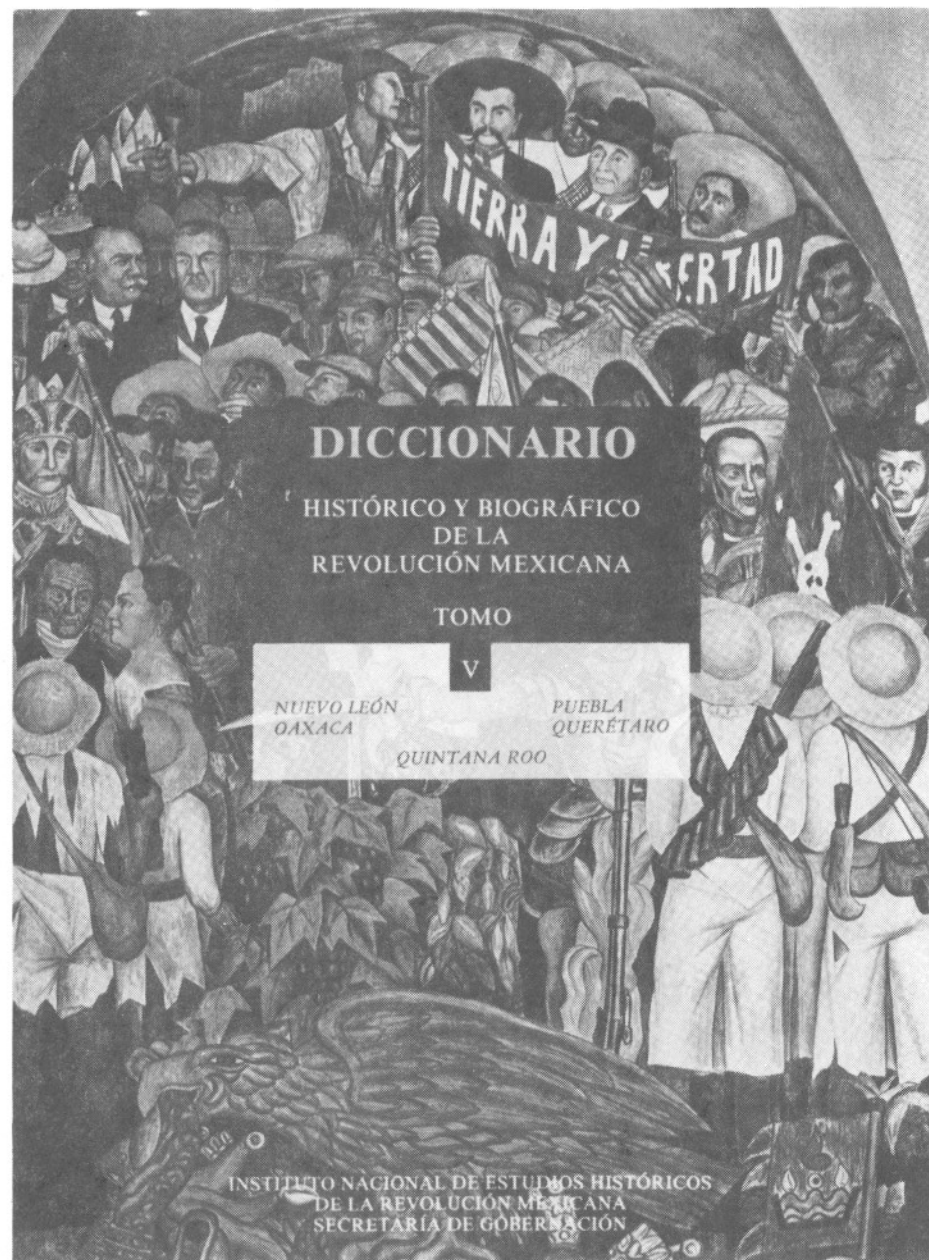 TIERRA Y LIBERTAD
DICCIONARIO
HISTÓRICO Y BIOGRÁFICO
DE LA
REVOLUCIÓN MEXICANA
TOMO
V
NUEVO LEÓN
OAXACA
PUEBLA
QUERÉTARO
QUINTANA ROO
INSTITUTO NACIONAL DE ESTUDIOS HISTÓRICOS
DE LA REVOLUCIÓN MEXICANA
SECRETARÍA DE GOBERNACIÓN